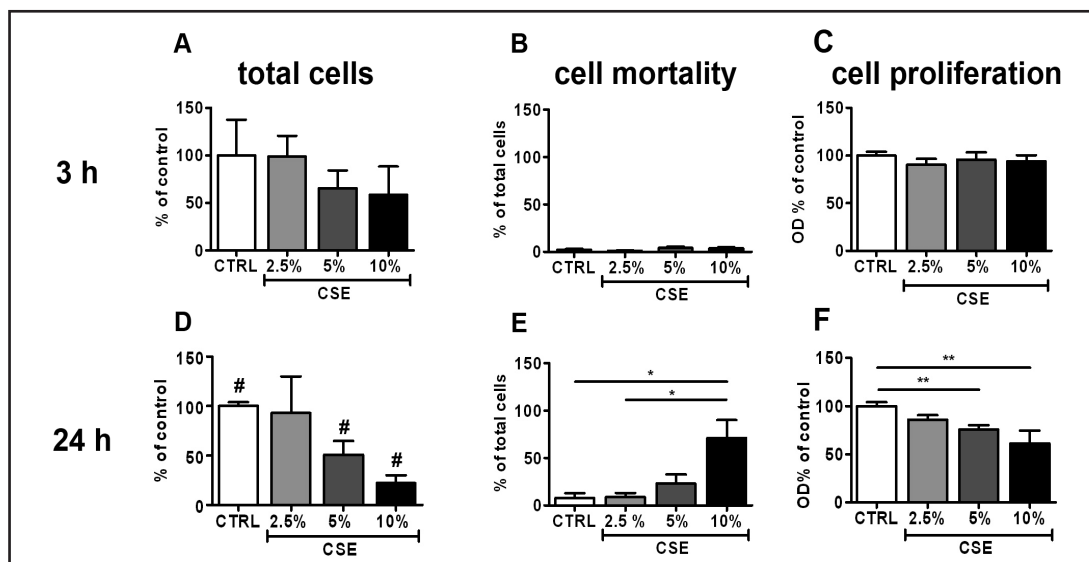 A
total cells
B
cell mortality
C
cell proliferation
3 h
% of control
150
100
50
0
CTRL 2.5% 5% 10%
CSE
% of total cells
150
100
50
0
CTRL 2.5% 5% 10%
CSE
OD % of control
150
100
50
0
CTRL 2.5% 5% 10%
CSE
24 h
D
% of control
150
100
50
0
# # #
CTRL 2.5% 5% 10%
CSE
E
% of total cells
150
100
50
0
*
*
CTRL 2.5 % 5% 10%
CSE
F
OD% of control
150
100
50
0
**
**
CTRL 2.5% 5% 10%
CSE